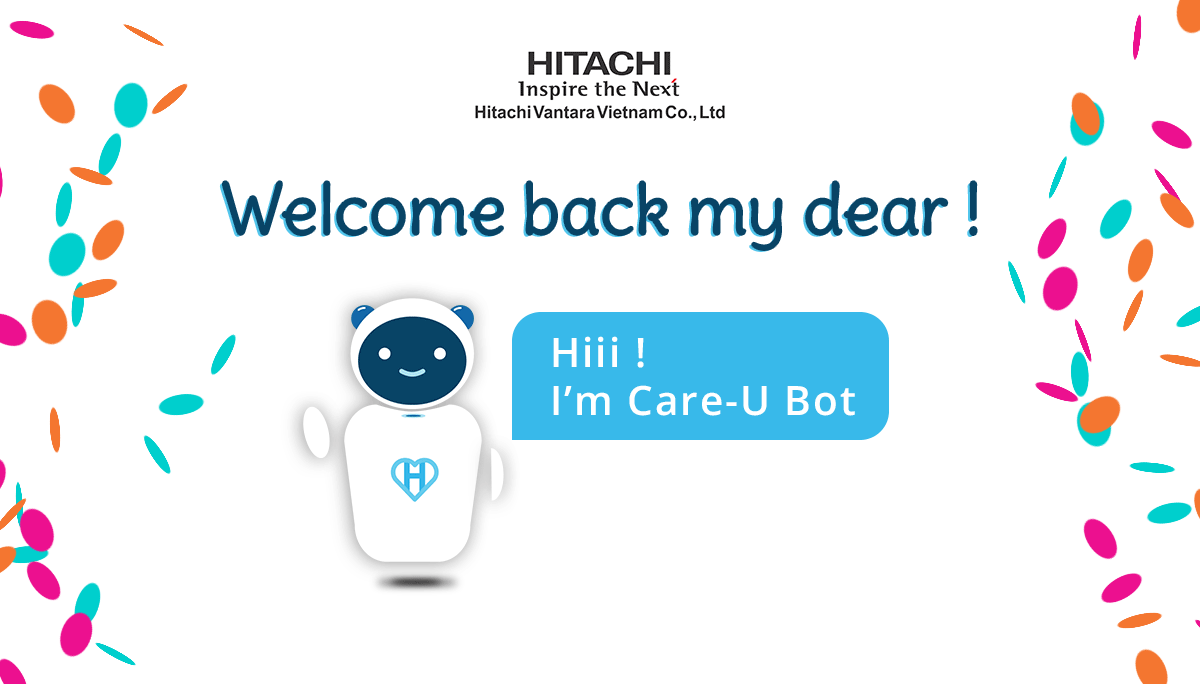 HITACHI
Inspire the Next
Hitachi Vantara Vietnam Co., Ltd
Welcome back my dear !
Hiii !
I’m Care-U Bot
H